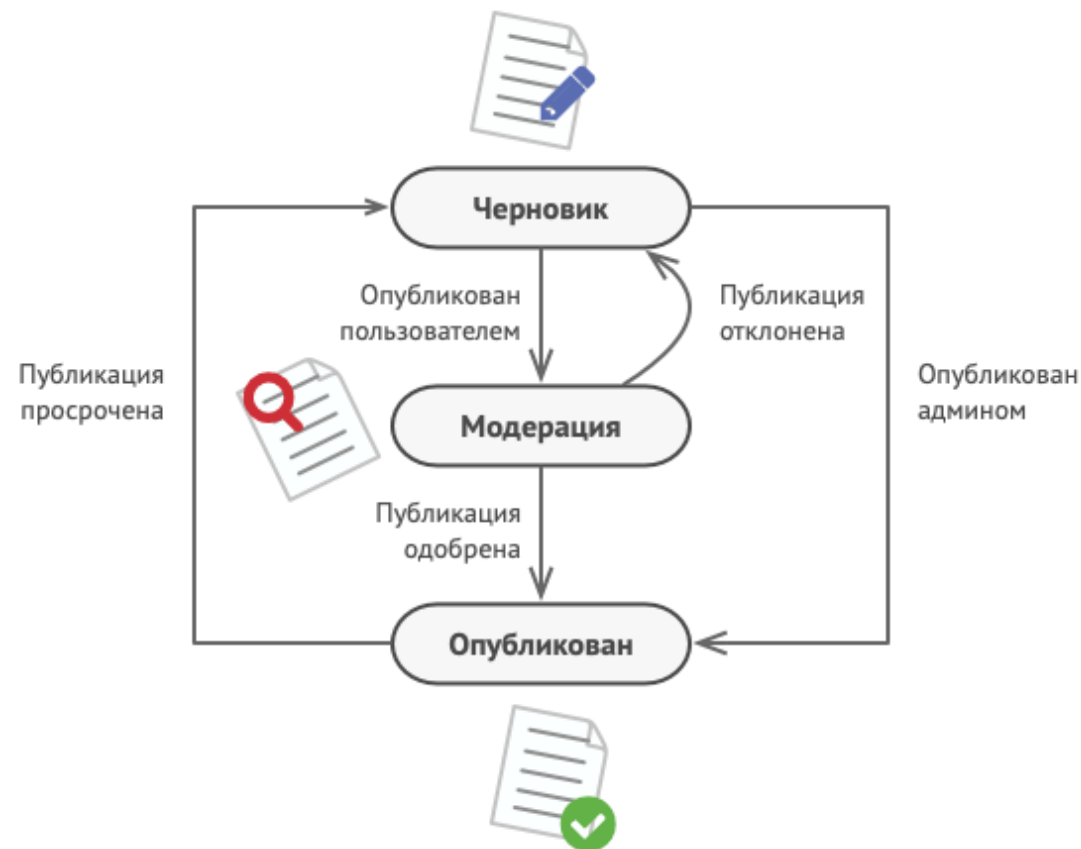 Черновик
Опубликован
пользователем
Публикация
отклонена
Публикация
просрочена
Опубликован
админом
Модерация
Публикация
одобрена
Опубликован